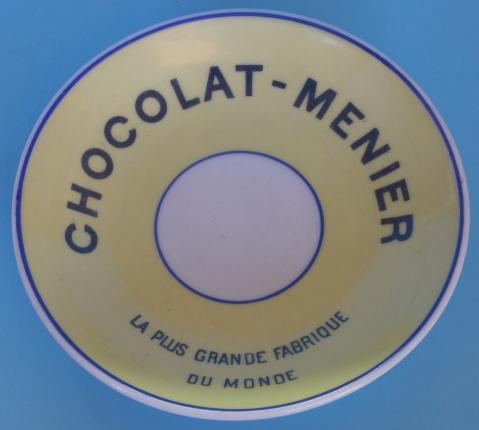 CHOCOLAT-MENIER
LA PLUS GRANDE FABRIQUE
DU MONDE